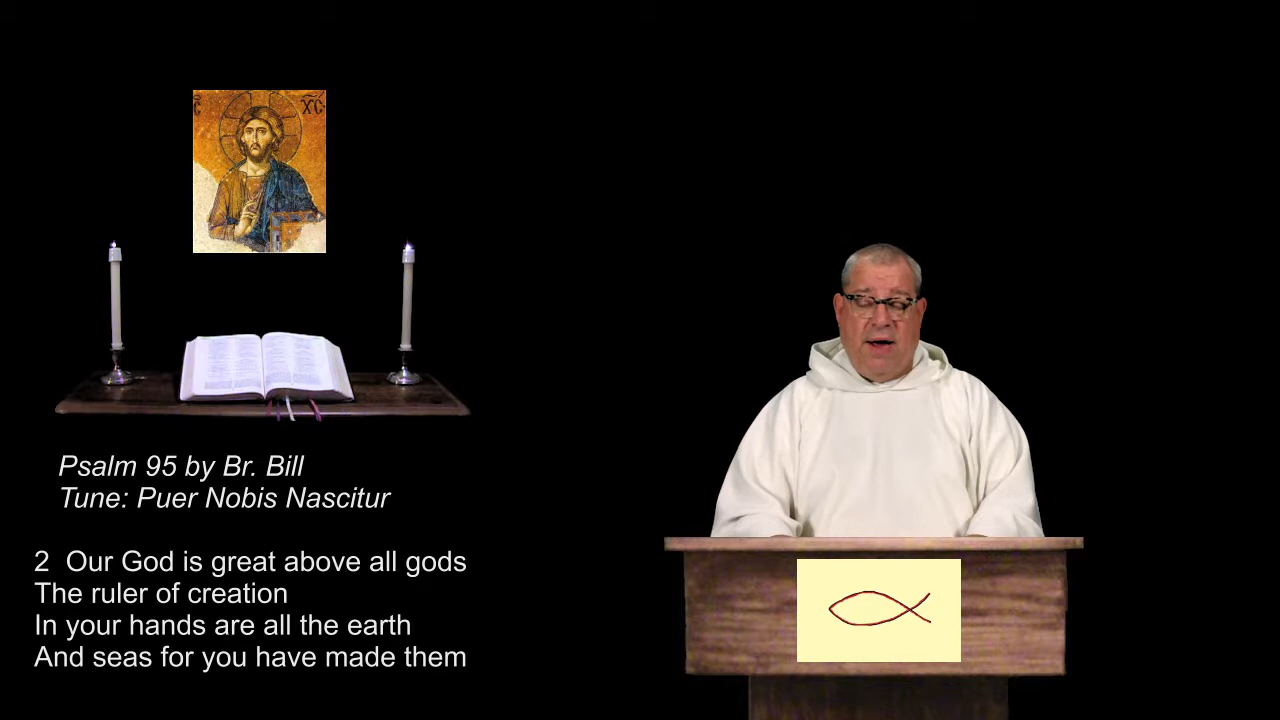 XC
Psalm 95 by Br. Bill
Tune: Puer Nobis Nascitur
2 Our God is great above all gods
The ruler of creation
In your hands are all the earth
And seas for you have made them